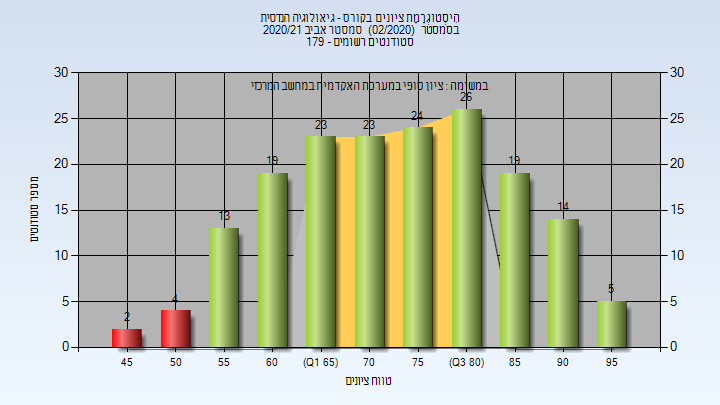 היסטוגרמת ציונים בקורס - גיאולוגיה הנדסית
בסמסטר (02/2020) סמסטר אביב 2020/21
סטודנטים רשומים - 179
במשימה : ציון סופי במערכת האקדמית במחשב המרכזי
30 30
25 25
20 20
15 15
10 10
5 5
0 0
2 4 13 19 23 23 24 26 19 14 5
45 50 55 60 (Q1 65) 70 75 (Q3 80) 85 90 95
מספר סטודנטים
טווח ציונים